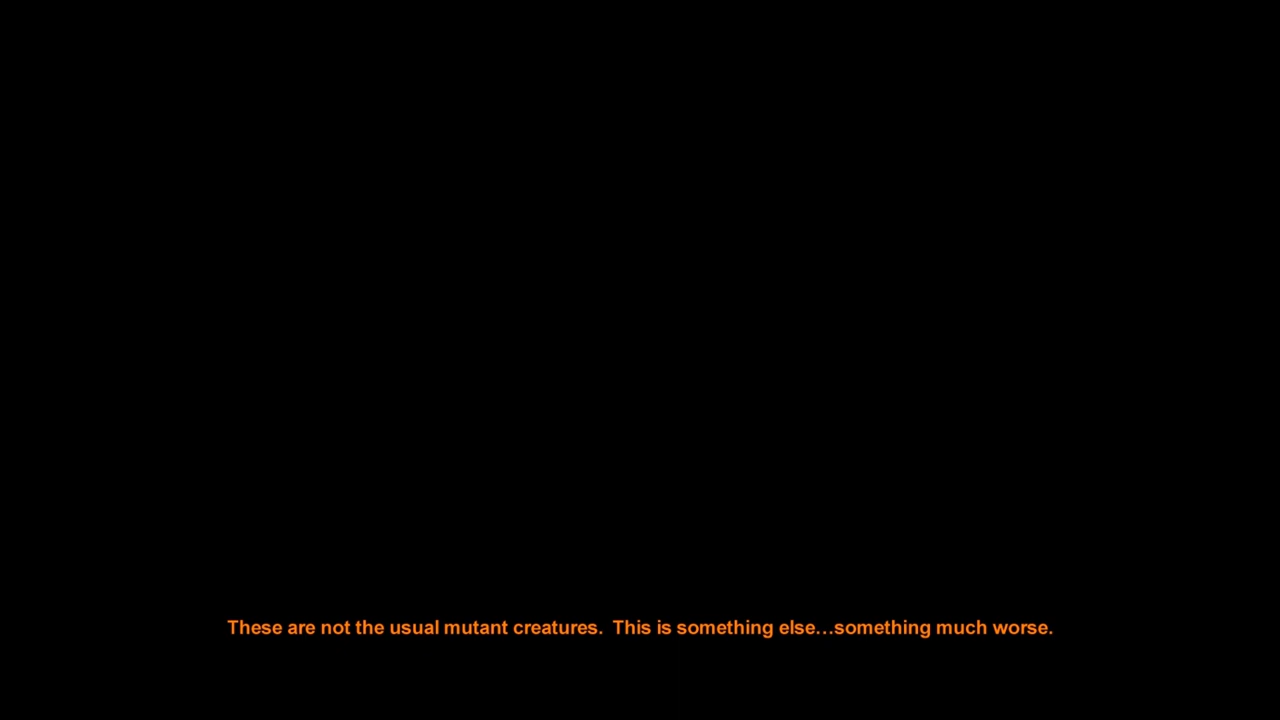 These are not the usual mutant creatures.  This is something else…something much worse.